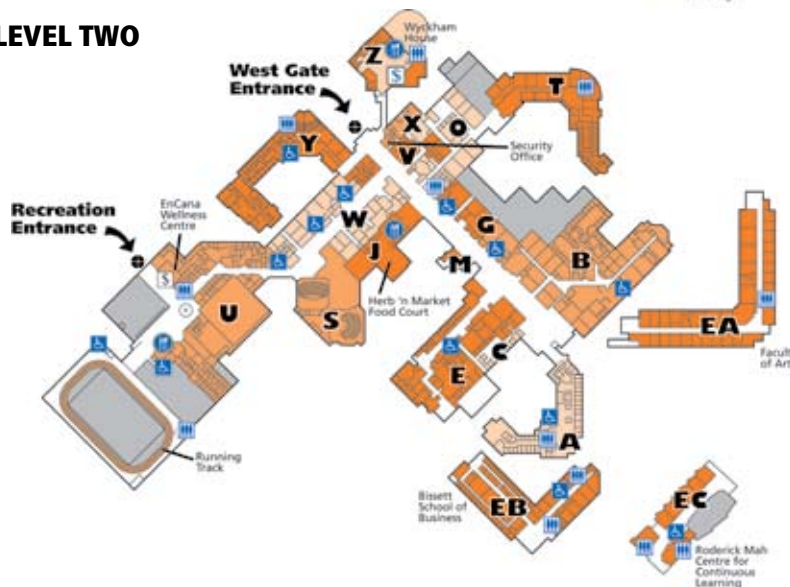 LEVEL TWO
Wyckham
House
Z
West Gate
Entrance
T
X
O
Y
V
Security
Office
EnCana
Wellness
Centre
Recreation
Entrance
W
G
J
B
M
U
S
Herb 'n Market
Food Court
EA
C
E
Facult
of Art
A
Running
Track
Bissett
School of
Business
EB
EC
Roderick Mah
Centre for
Continuous
Learning
$
$